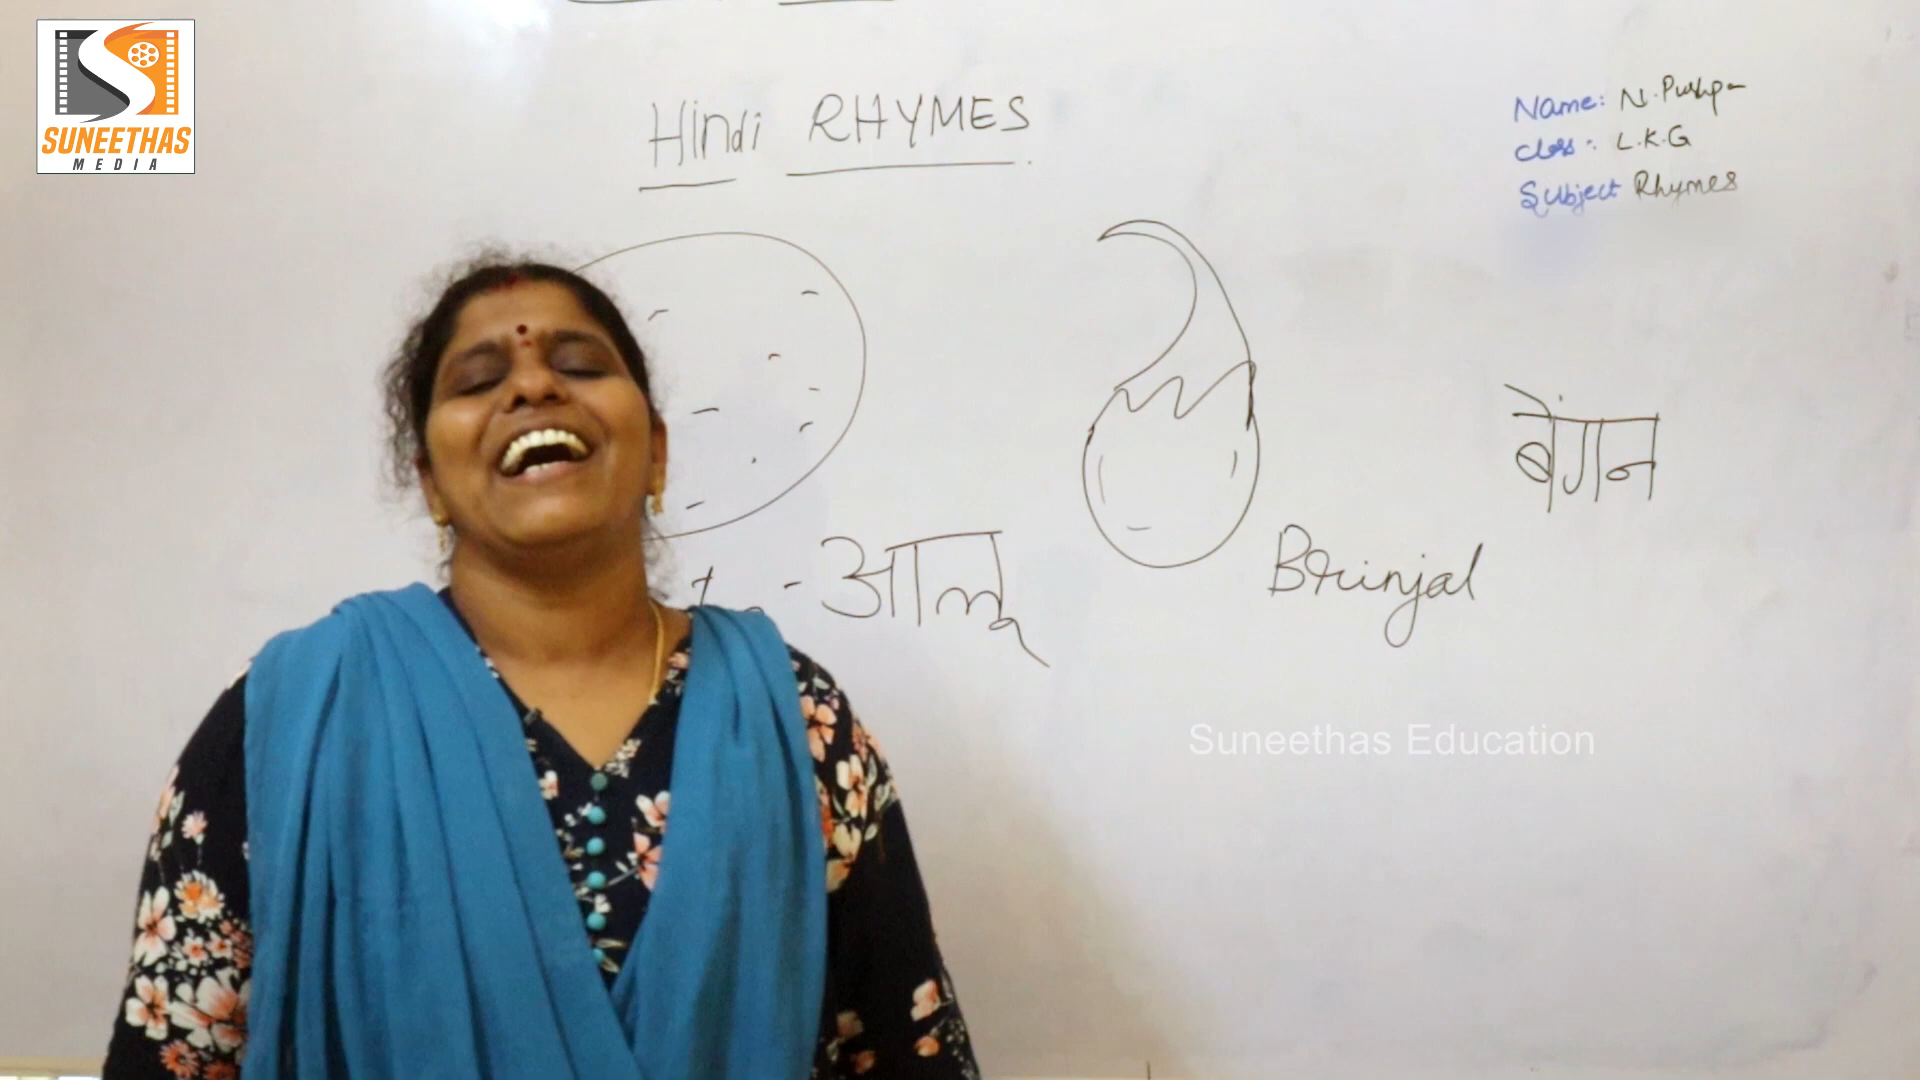 SUNEETHAS
MEDIA
Hindi RHYMES
Name: N. Pushpa
Class: L.K.G
Subject Rhymes
बेंगन
- आलू
Brinjal
Suneethas Education